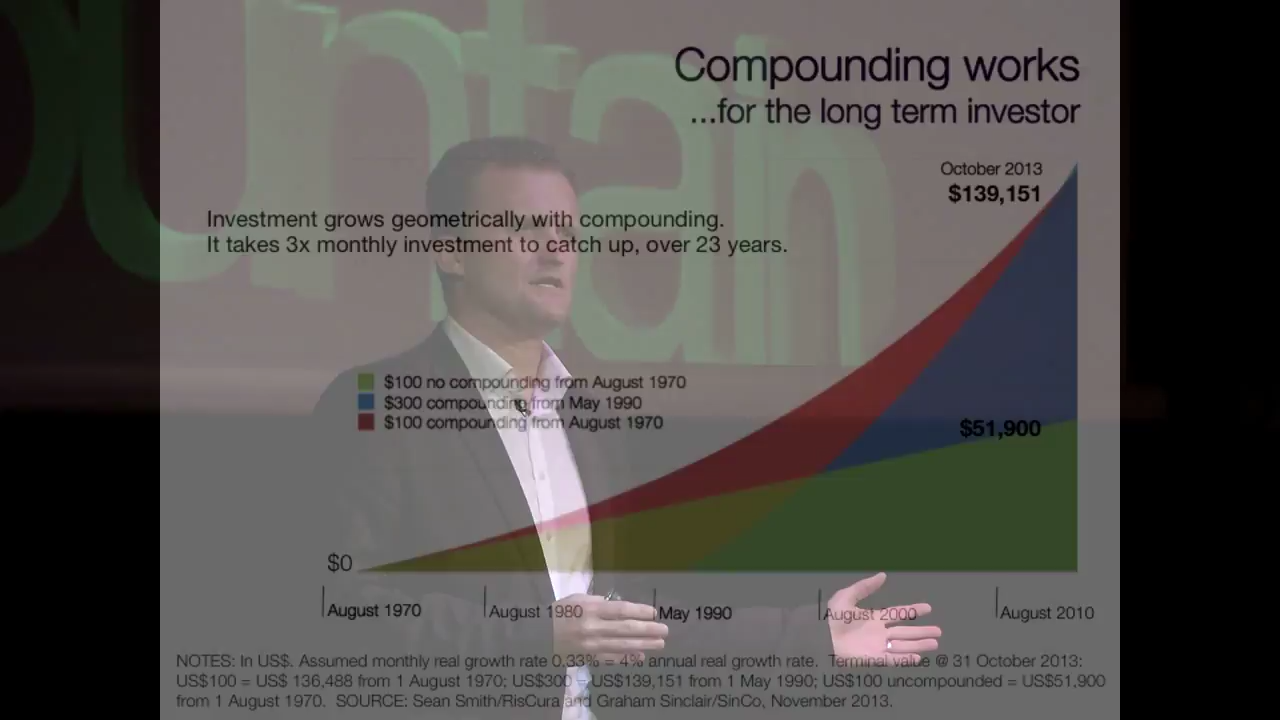 ountain
Compounding works
...for the long term investor
October 2013
$139,151
Investment grows geometrically with compounding.
It takes 3x monthly investment to catch up, over 23 years.
$100 no compounding from August 1970
$300 compounding from May 1990
$100 compounding from August 1970
$51,900
$0
August 1970
August 1980
May 1990
August 2000
August 2010
NOTES: In US$. Assumed monthly real growth rate 0.33% = 4% annual real growth rate. Terminal value @ 31 October 2013:
US$100 = US$ 136,488 from 1 August 1970; US$300 = US$139,151 from 1 May 1990; US$100 uncompounded = US$51,900
from 1 August 1970. SOURCE: Sean Smith/RisCura and Graham Sinclair/SinCo, November 2013.